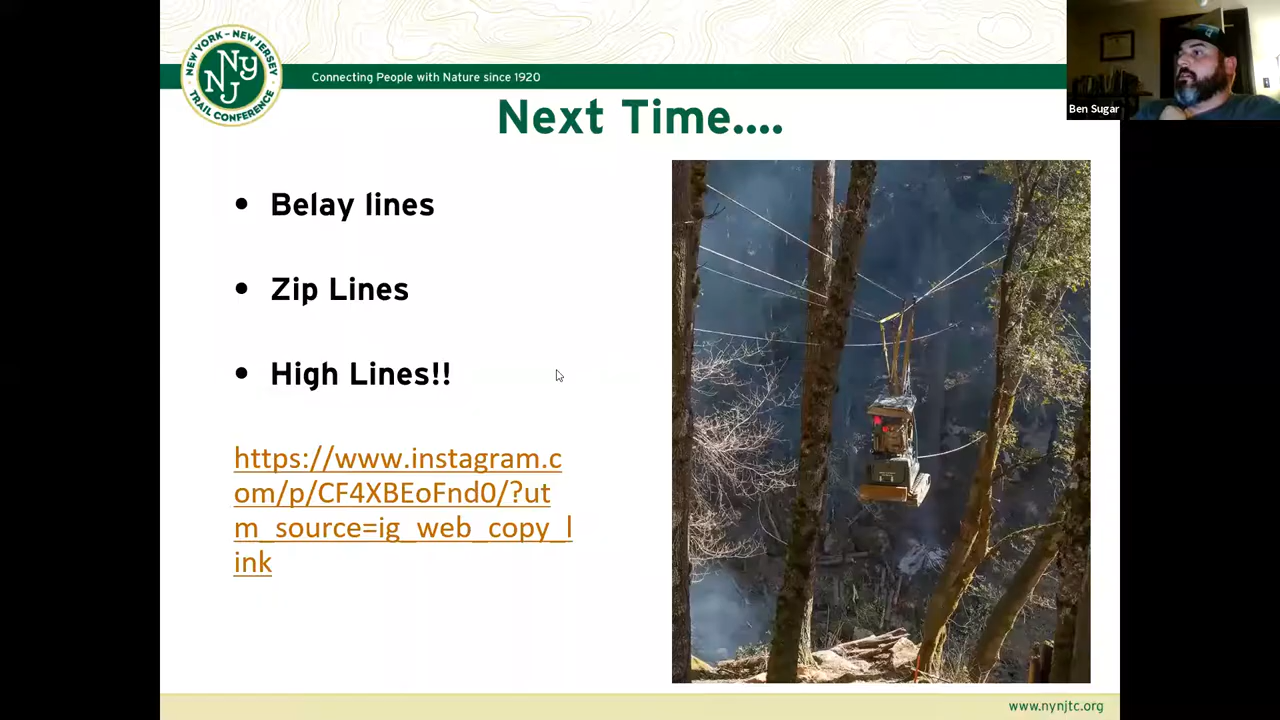 NEW YORK – NEW JERSEY
NY
NJ
TRAIL CONFERENCE
Connecting People with Nature since 1920
Ben Sugar
Next Time....
• Belay lines
• Zip Lines
• High Lines!!
https://www.instagram.c
om/p/CF4XBEoFnd0/?ut
m_source=ig_web_copy_l
ink
www.nynjtc.org